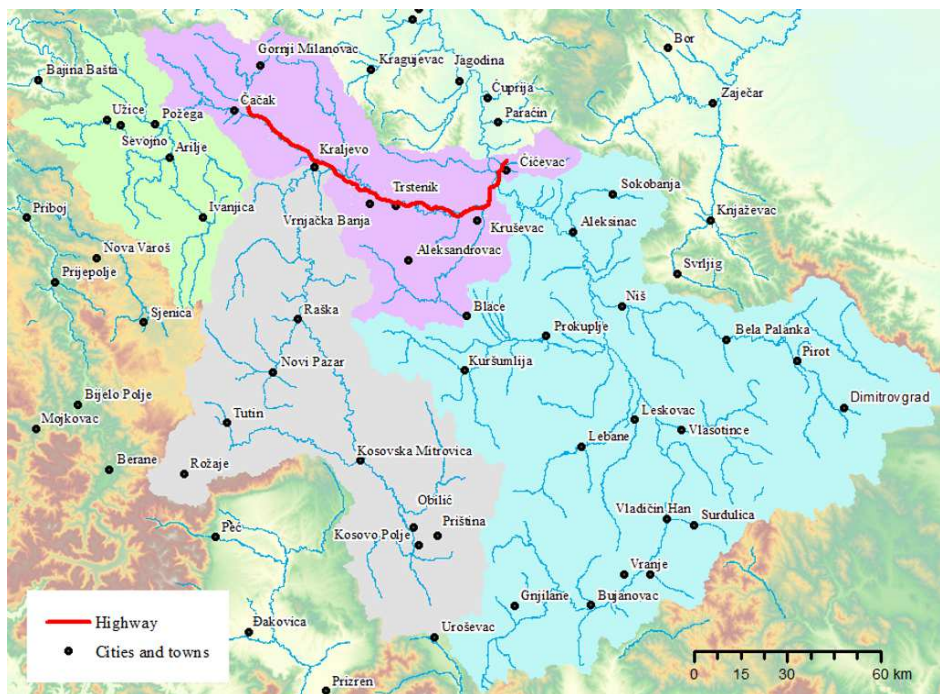 Bor
Gornji Milanovac
Kragujevac
Jagodina
Bajina Bašta
Ćuprija
Zaječar
Čačak
Užice
Požega
Paraćin
Sevojno
Arilje
Kraljevo
Ćićevac
Sokobanja
Trstenik
Priboj
Ivanjica
Vrnjačka Banja
Kruševac
Aleksinac
Knjaževac
Nova Varoš
Aleksandrovac
Prijepolje
Svrljig
Raška
Blace
Niš
Sjenica
Prokuplje
Bela Palanka
Novi Pazar
Kuršumlija
Pirot
Bijelo Polje
Dimitrovgrad
Mojkovac
Tutin
Leskovac
Vlasotince
Lebane
Berane
Rožaje
Kosovska Mitrovica
Obilić
Vladičin Han
Surdulica
Peć
Kosovo Polje
Priština
Vranje
Gnjilane
Bujanovac
Highway
Đakovica
Uroševac
Cities and towns
0 15 30 60 km
Prizren